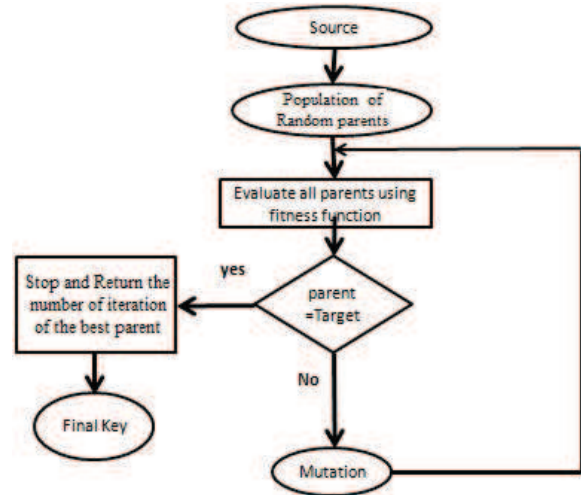 Source
Population of
Random parents
Evaluate all parents using
fitness function
yes
parent
=Target
Stop and Return the
number of iteration
of the best parent
No
Final Key
Mutation